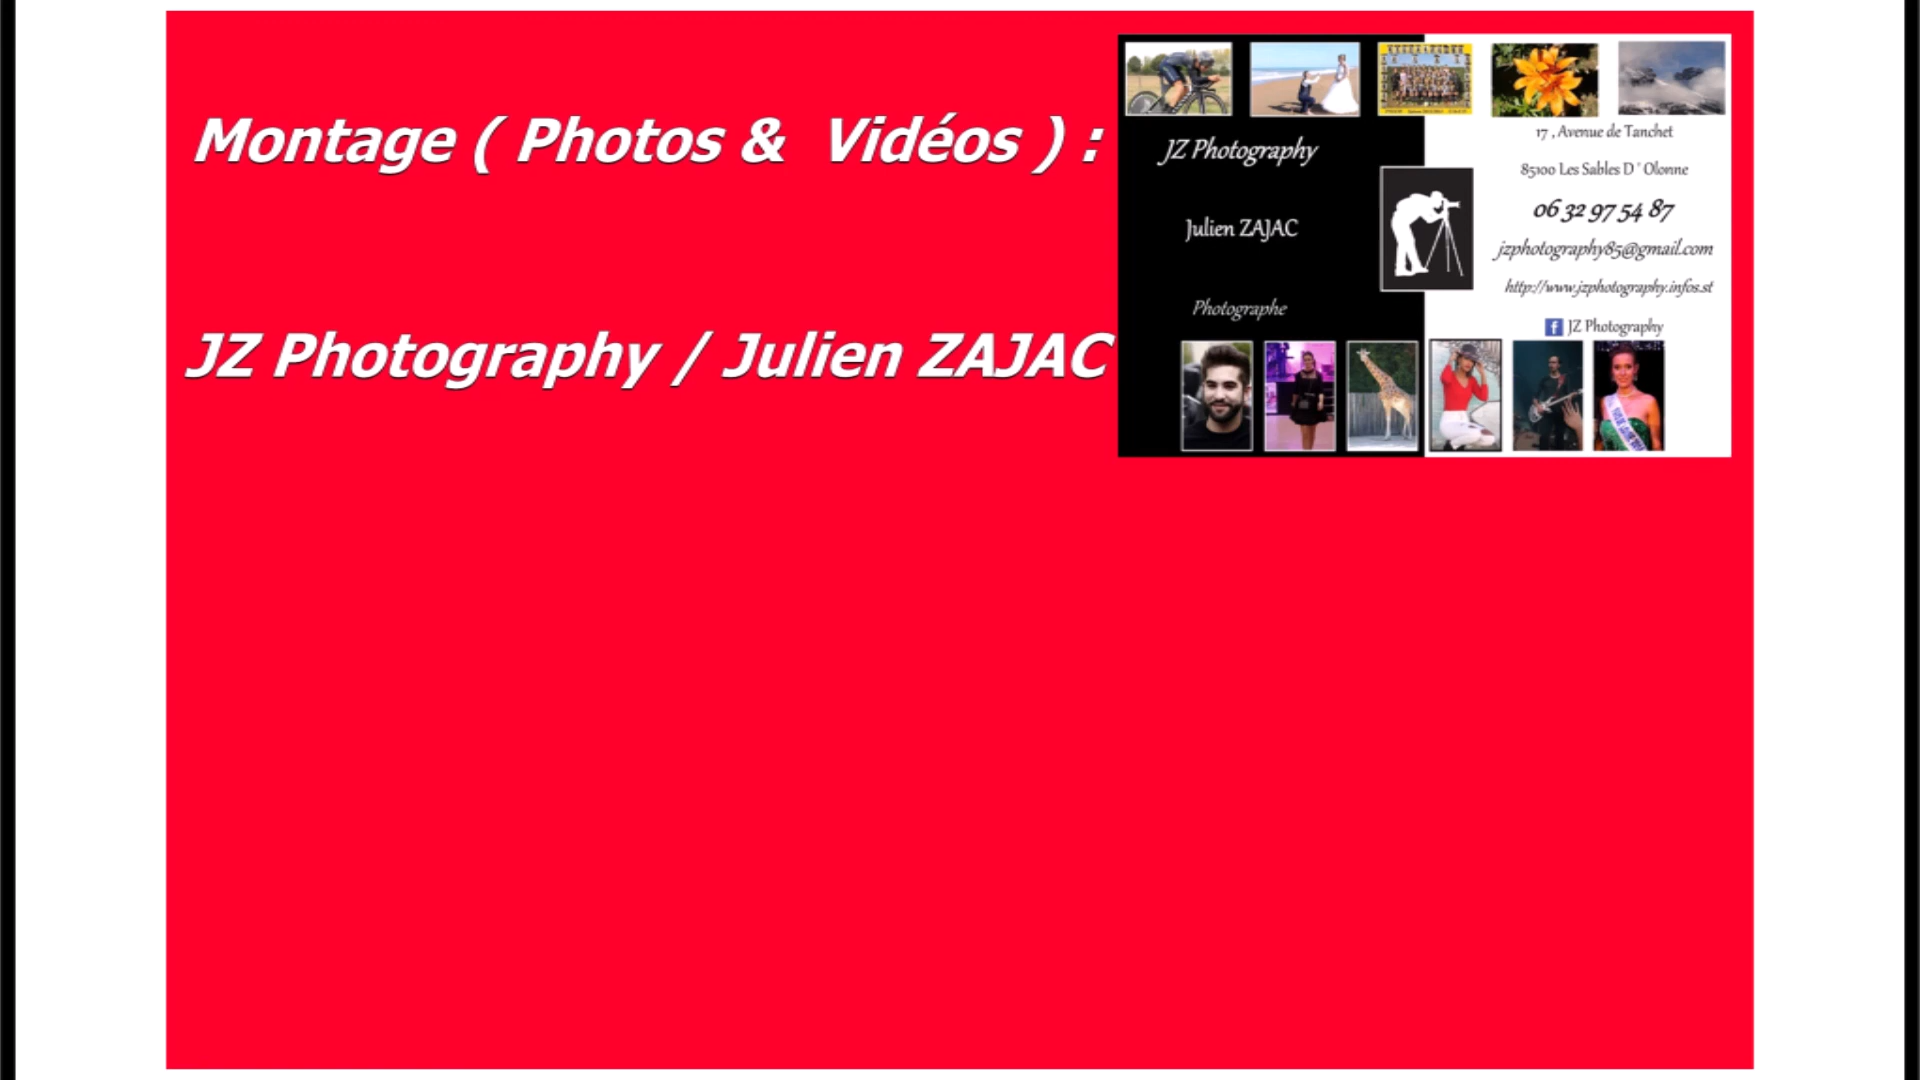 Montage ( Photos & Vidéos ) :
JZ Photography / Julien ZAJAC
JZ Photography
Julien ZAJAC
Photographe
17 , Avenue de Tanchet
85100 Les Sables D ' Olonne
06 32 97 54 87
jzphotography85@gmail.com
http://www.jzphotography.infos.st
f JZ Photography